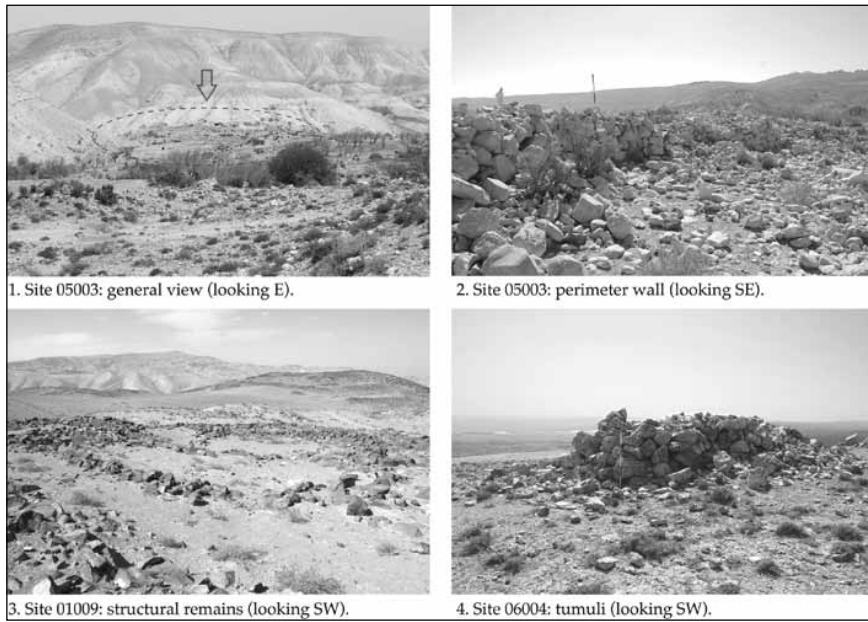 1. Site 05003: general view (looking E).
2. Site 05003: perimeter wall (looking SE).
3. Site 01009: structural remains (looking SW).
4. Site 06004: tumuli (looking SW).